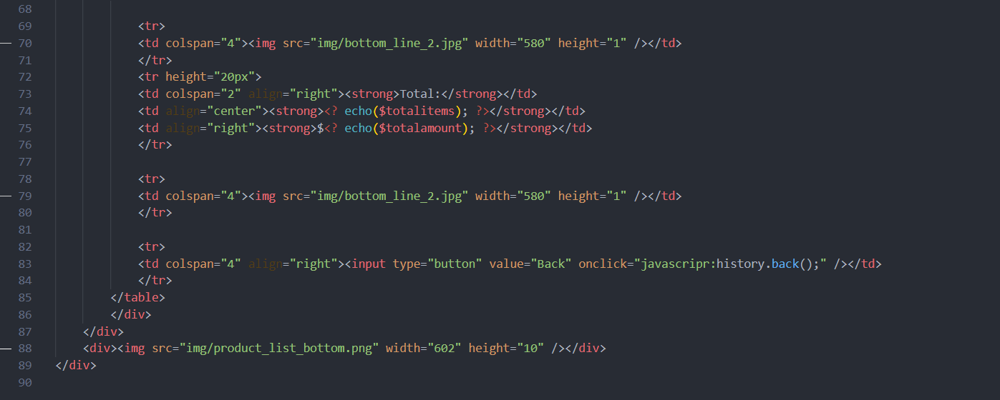 68
69 <tr>
70 <td colspan="4"><img src="img/bottom_line_2.jpg" width="580" height="1" /></td>
71 </tr>
72 <tr height="20px">
73 <td colspan="2" align="right"><strong>Total:</strong></td>
74 <td align="center"><strong><? echo($totalitems); ?></strong></td>
75 <td align="right"><strong>$<? echo($totalamount); ?></strong></td>
76 </tr>
77
78 <tr>
79 <td colspan="4"><img src="img/bottom_line_2.jpg" width="580" height="1" /></td>
80 </tr>
81
82 <tr>
83 <td colspan="4" align="right"><input type="button" value="Back" onclick="javascripr:history.back();" /></td>
84 </tr>
85 </table>
86 </div>
87 </div>
88 <div><img src="img/product_list_bottom.png" width="602" height="10" /></div>
89 </div>
90